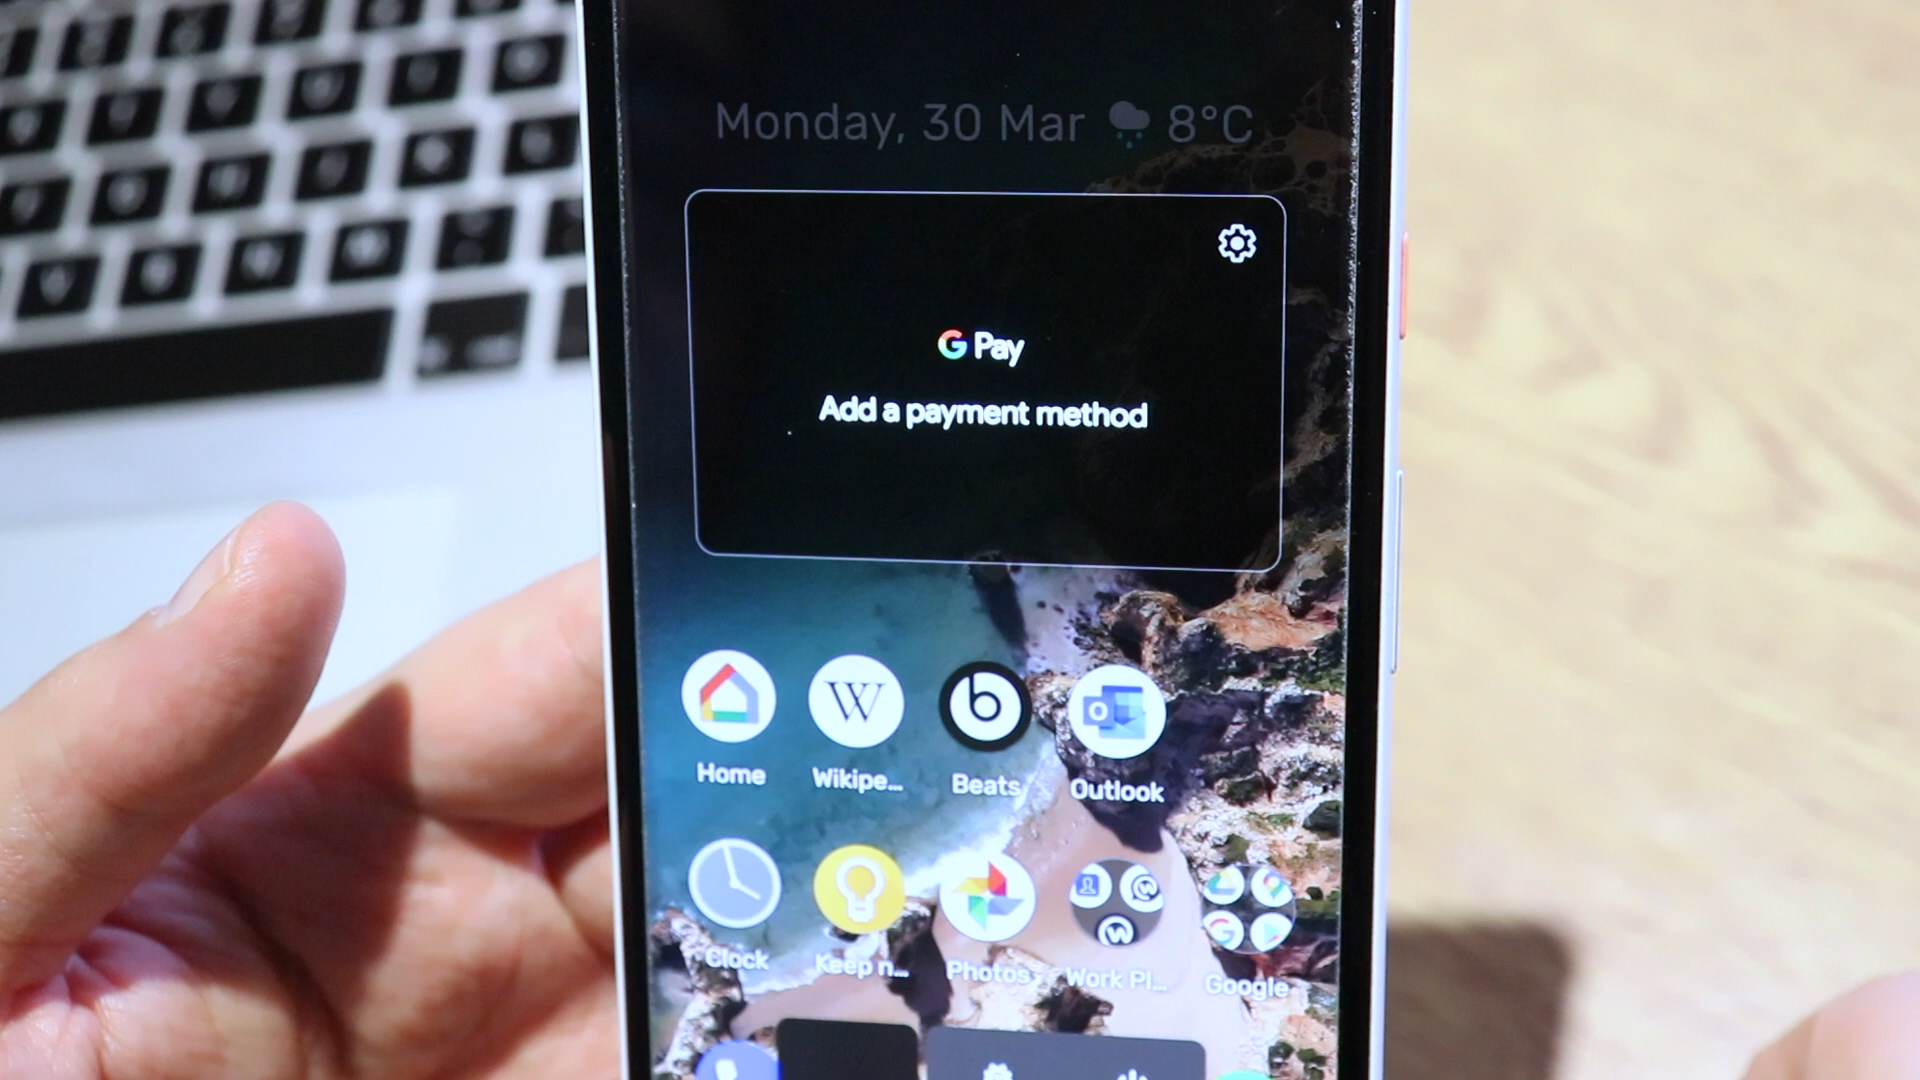 Monday, 30 Mar 8°C
G Pay
Add a payment method
W
b
O
Home Wikipe... Beats Outlook
Clock Keep n... Photos Work Pl... Google